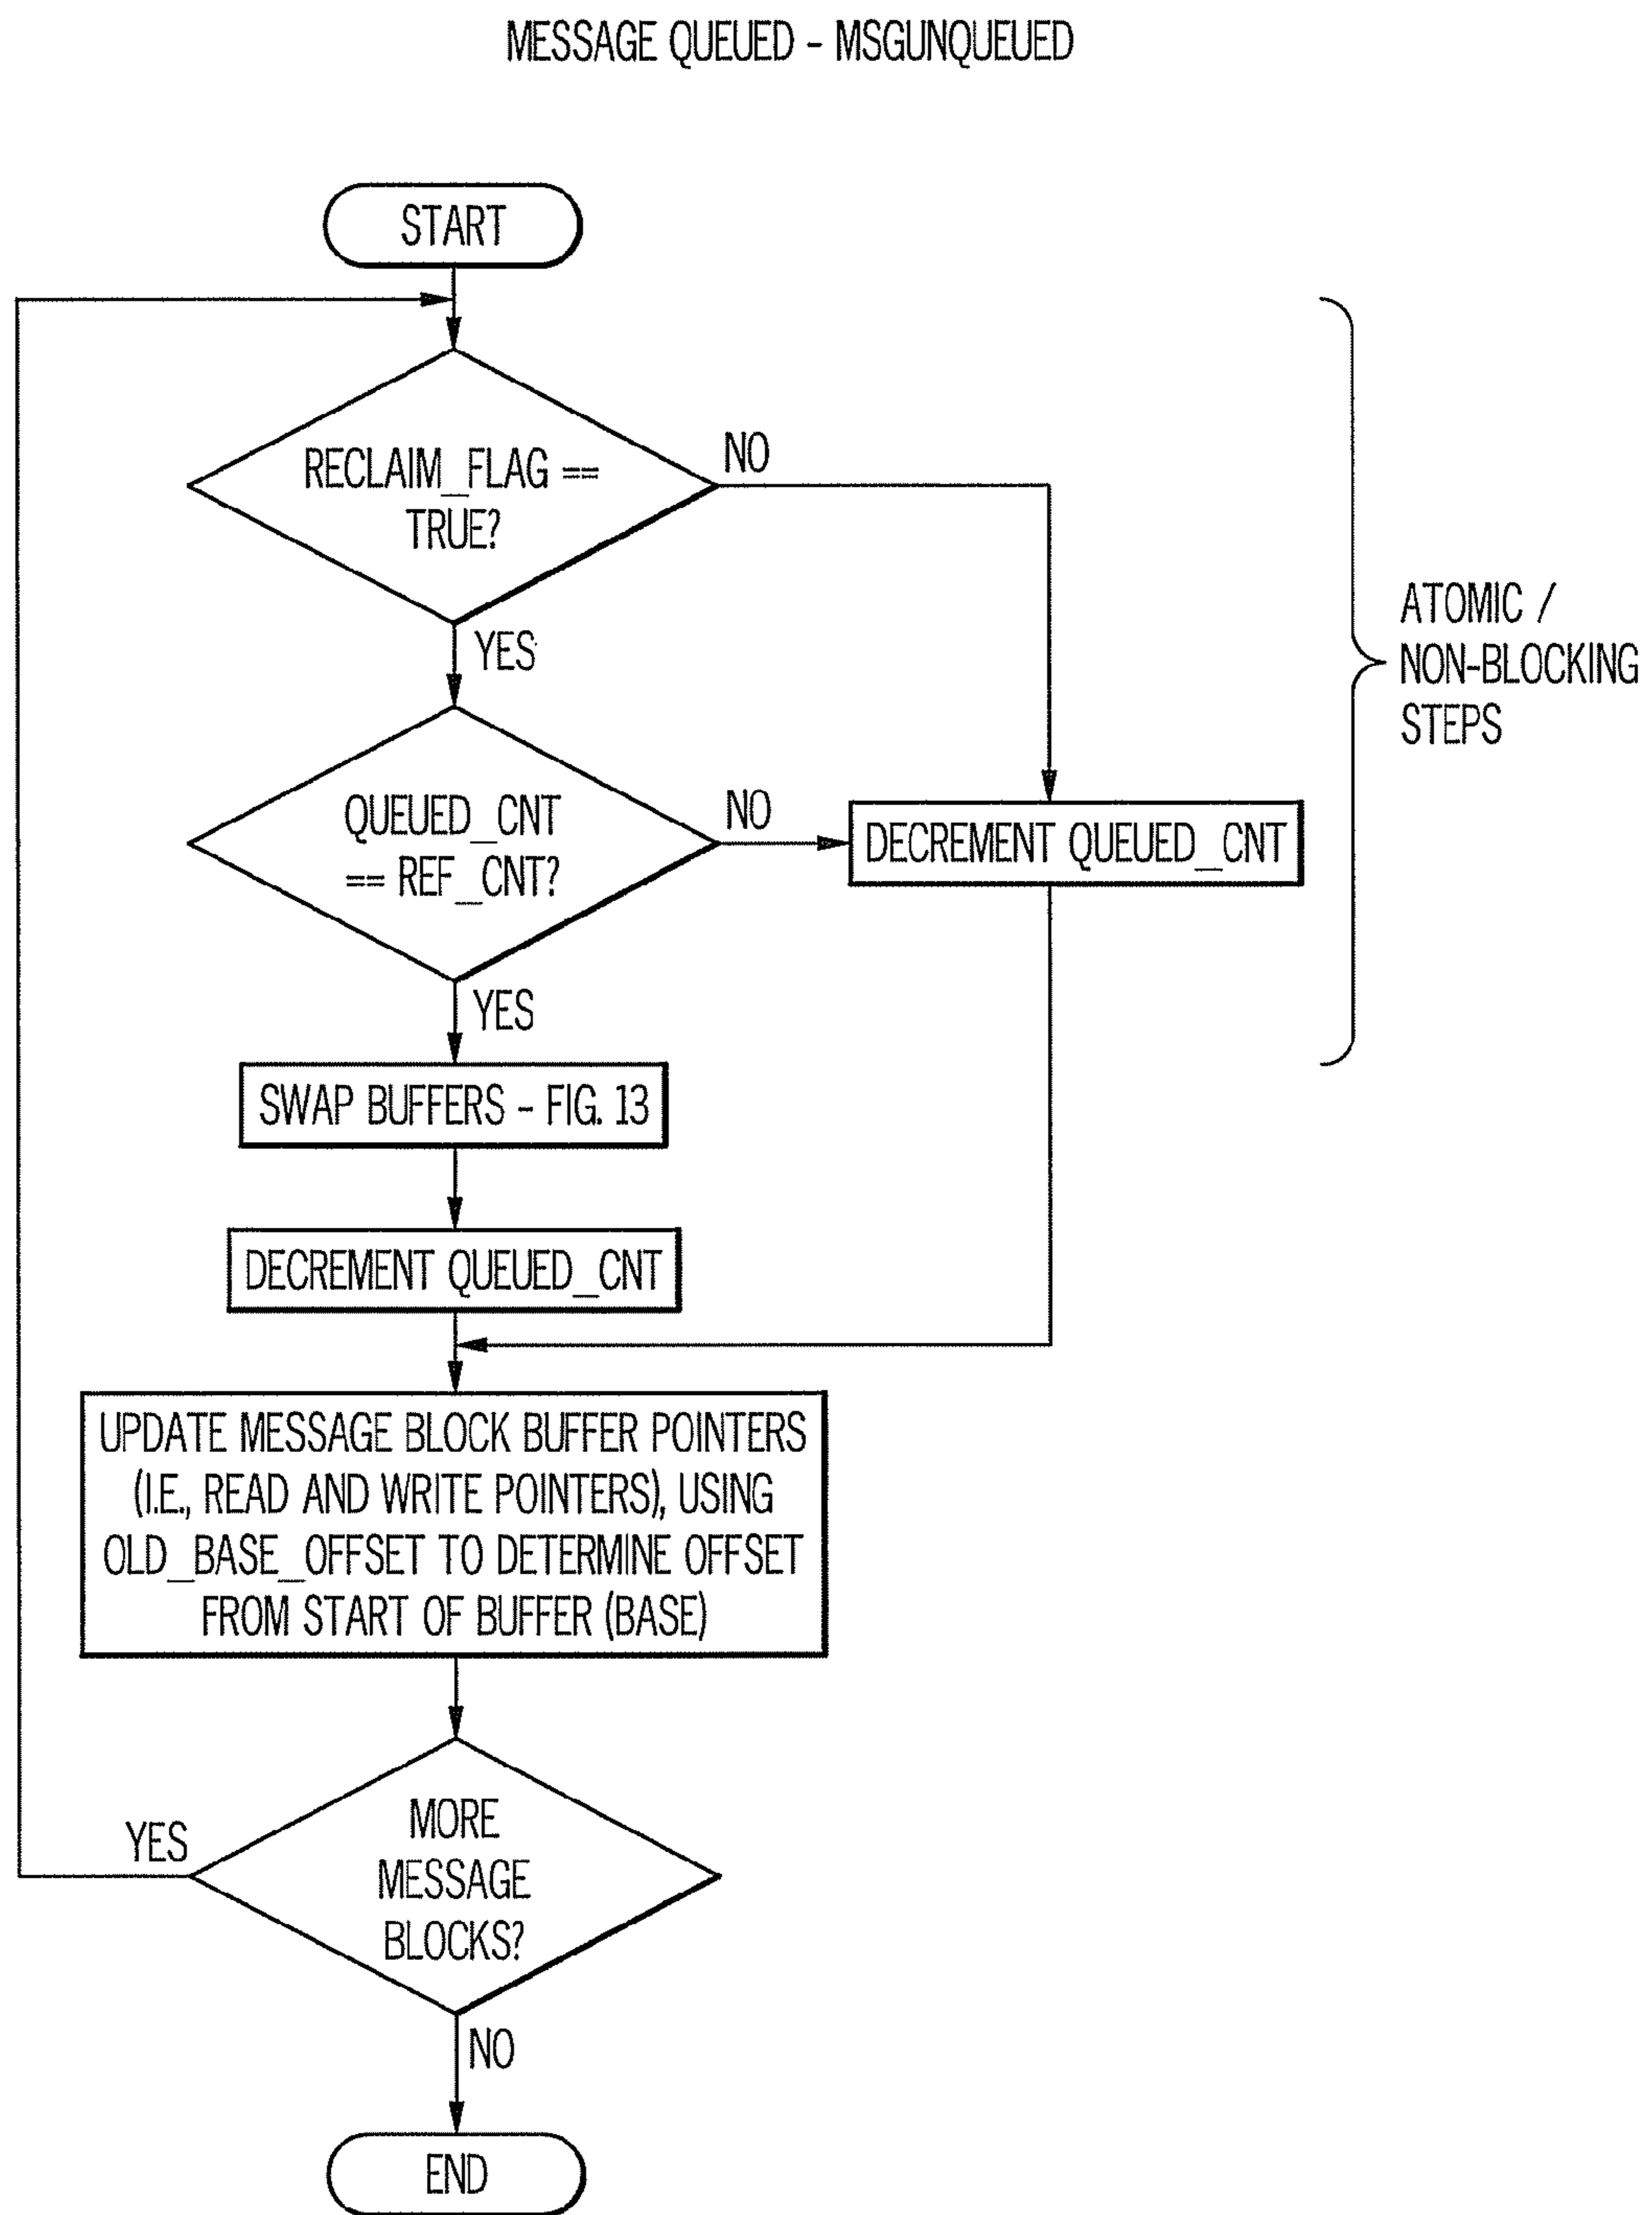 MESSAGE QUEUED - MSGUNQUEUED
START
RECLAIM_FLAG ==
TRUE?
NO
YES
ATOMIC /
NON-BLOCKING
STEPS
QUEUED_CNT
== REF_CNT?
NO
DECREMENT QUEUED_CNT
YES
SWAP BUFFERS - FIG. 13
DECREMENT QUEUED_CNT
UPDATE MESSAGE BLOCK BUFFER POINTERS
(I.E., READ AND WRITE POINTERS), USING
OLD_BASE_OFFSET TO DETERMINE OFFSET
FROM START OF BUFFER (BASE)
YES
MORE
MESSAGE
BLOCKS?
NO
END